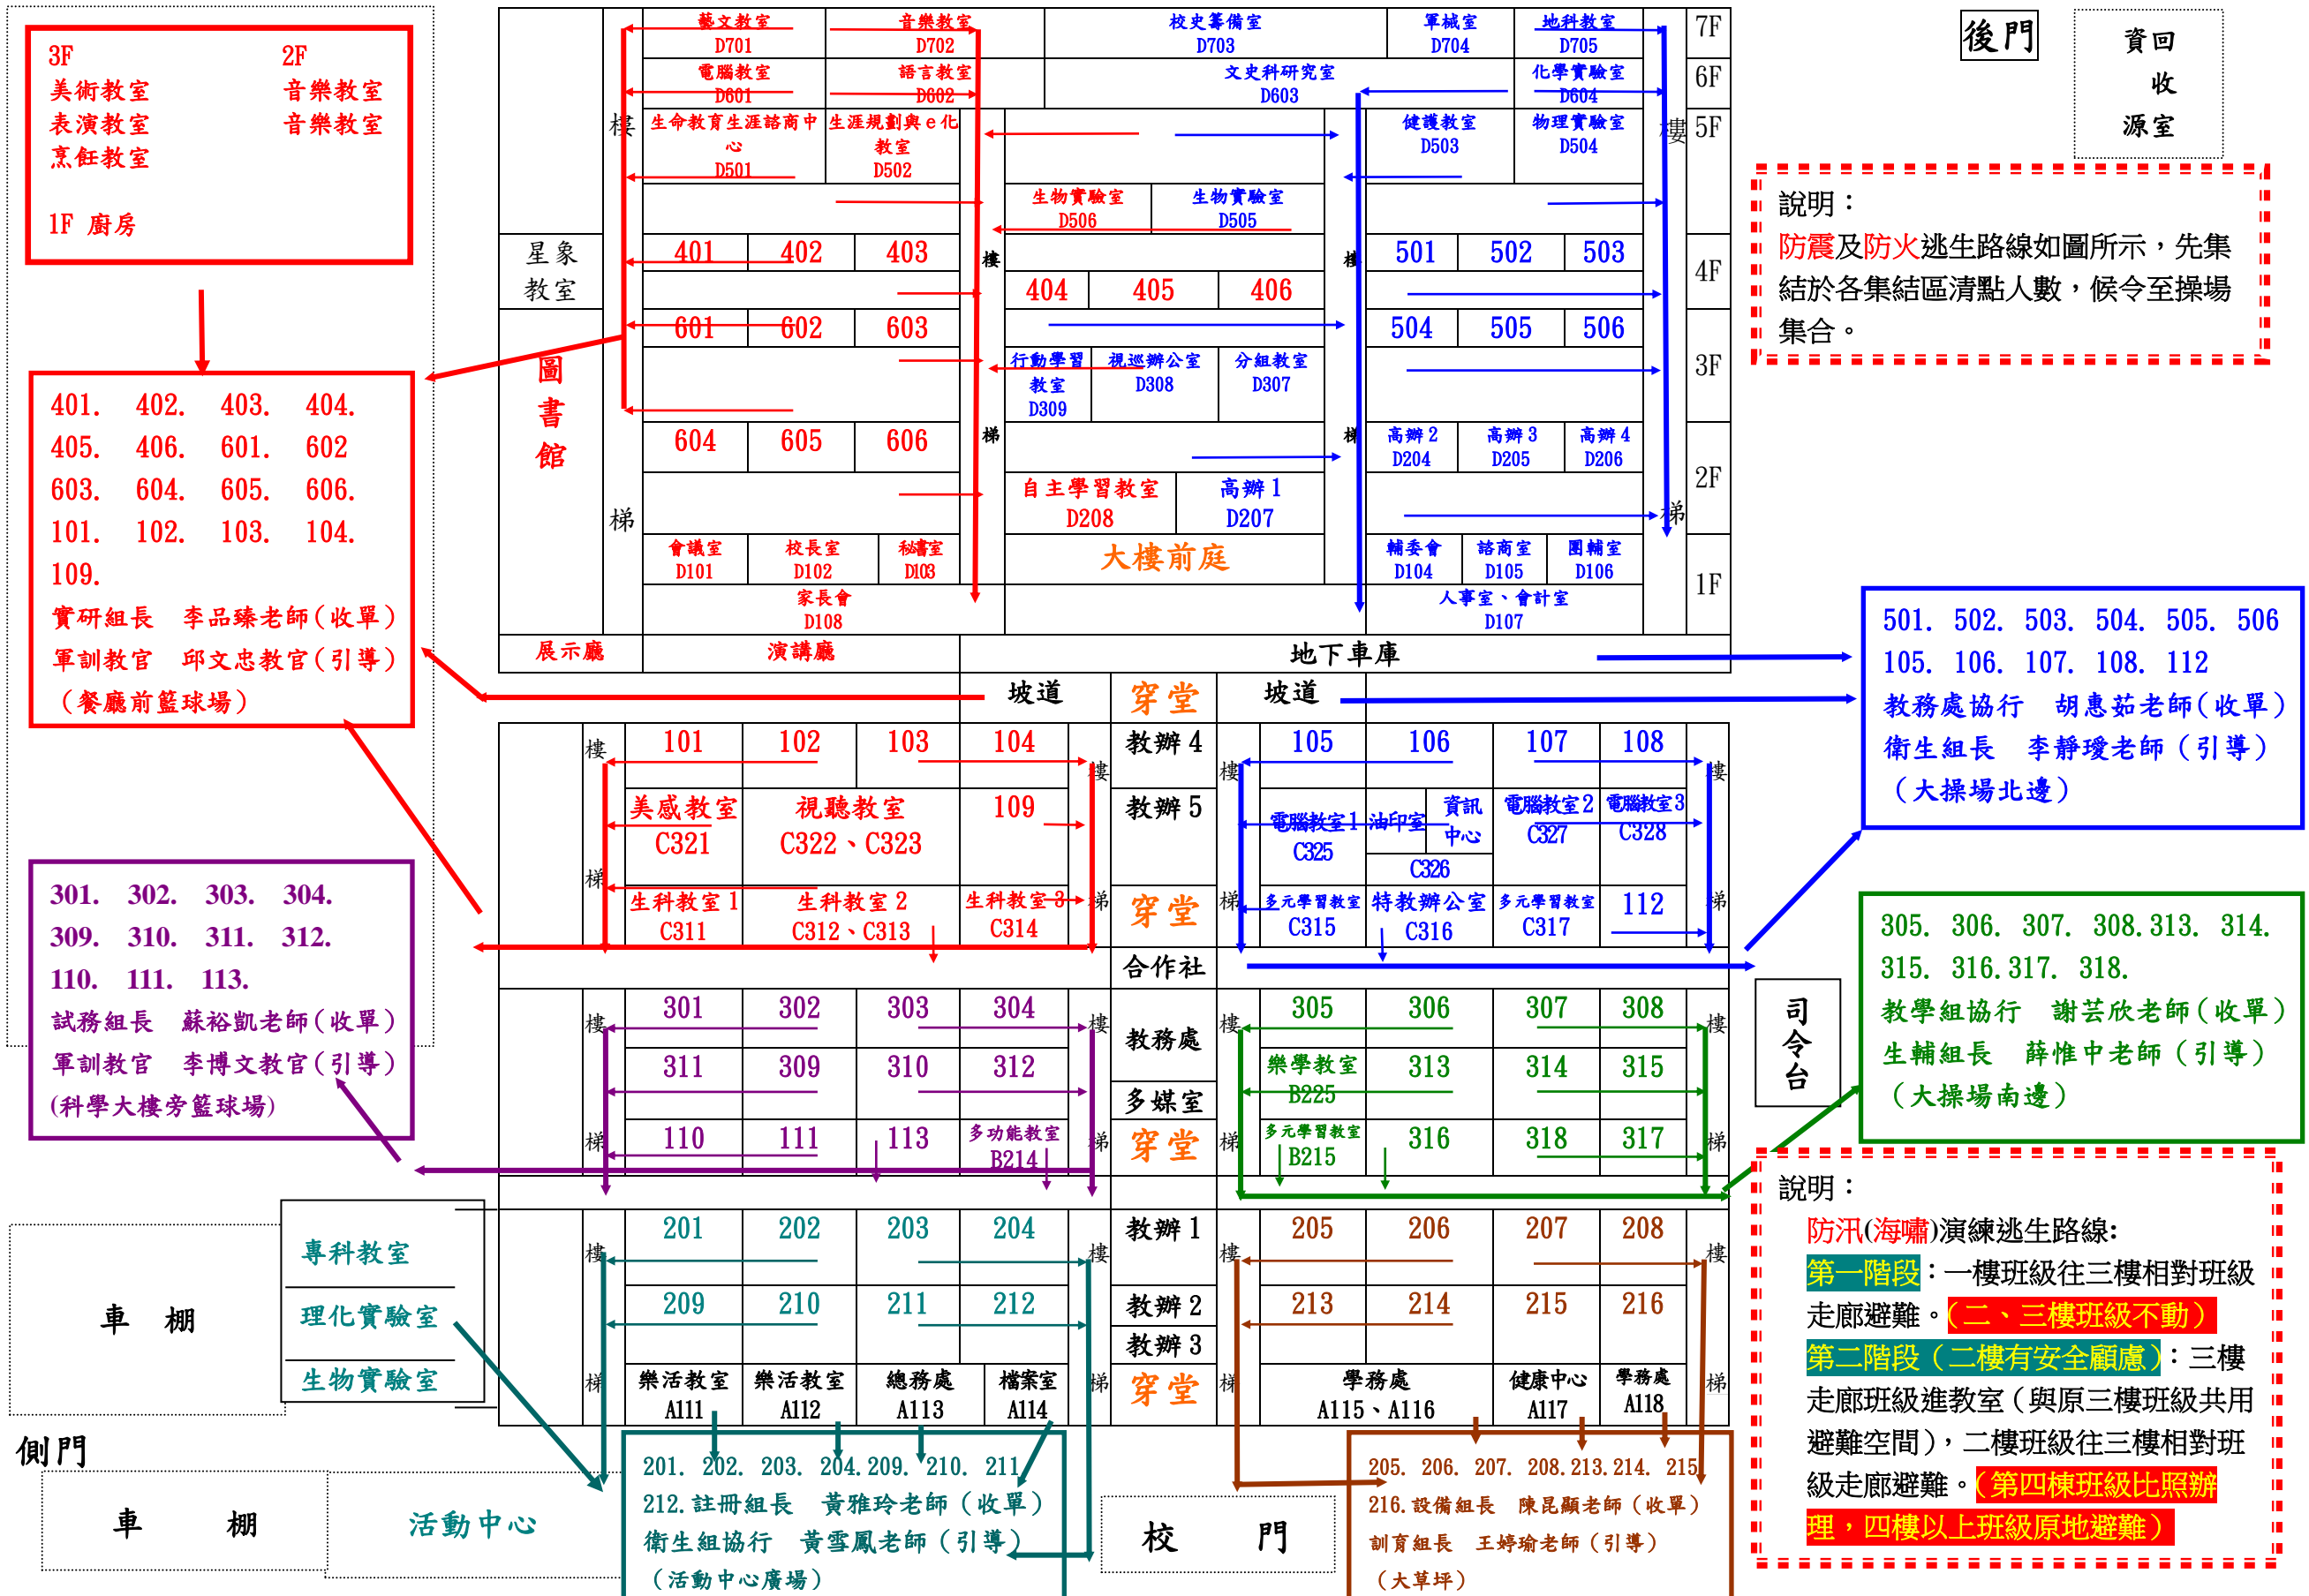 3F 2F
美術教室 音樂教室
表演教室 音樂教室
烹飪教室
1F 廚房
401. 402. 403. 404.
405. 406. 601. 602
603. 604. 605. 606.
101. 102. 103. 104.
109.
實研組長 李品臻老師(收單)
軍訓教官 邱文忠教官(引導)
(餐廳前籃球場)
301. 302. 303. 304.
309. 310. 311. 312.
110. 111. 113.
試務組長 蘇裕凱老師(收單)
軍訓教官 李博文教官(引導)
(科學大樓旁籃球場)
專科教室
理化實驗室
生物實驗室
車 棚
側門
車 棚
活動中心
藝文教室 音樂教室 校史籌備室 軍械室 地科教室 7F
D701 D702 D703 D704 D705
電腦教室 語言教室 文史科研究室 化學實驗室 6F
D601 D602 D603 D604
樓 生命教育生涯諮商中 生涯規劃與e化 健護教室 物理實驗室 樓 5F
心 教室 D503 D504
D501 D502
生物實驗室 生物實驗室
D506 D505
星象 401 402 403 樓 樓 501 502 503 4F
教室 404 405 406
601 602 603 504 505 506
圖 行動學習 視巡辦公室 分組教室 3F
書 教室 D308 D307
D309
館 604 605 606 梯 梯 高辦2 高辦3 高辦4 2F
D204 D205 D206
梯 自主學習教室 高辦1 梯
D208 D207
會議室 校長室 秘書室 大樓前庭 輔委會 諮商室 團輔室 1F
D101 D102 D103 D104 D105 D106
家長會 人事室、會計室
D108 D107
展示廳 演講廳 地下車庫
坡道 穿堂 坡道
樓 101 102 103 104 樓 教辦4 樓 105 106 107 108 樓
美感教室 視聽教室 109 教辦5 電腦教室1 油印室 資訊 電腦教室2 電腦教室3
C321 C322、C323 C325 中心 C327 C328
C326
梯 生科教室1 生科教室2 生科教室3 梯 穿堂 梯 多元學習教室 特教辦公室 多元學習教室 112 梯
C311 C312、C313 C314 C315 C316 C317
合作社
樓 301 302 303 304 樓 教務處 樓 305 306 307 308 樓
311 309 310 312 樂學教室 313 314 315
B225
多媒室
梯 110 111 113 多功能教室 梯 穿堂 梯 多元學習教室 316 318 317 梯
B214 B215
樓 201 202 203 204 樓 教辦1 樓 205 206 207 208 樓
209 210 211 212 教辦2 213 214 215 216
教辦3
梯 樂活教室 樂活教室 總務處 檔案室 梯 穿堂 梯 學務處 健康中心 學務處 梯
A111 A112 A113 A114 A115、A116 A117 A118
201. 202. 203. 204.209. 210. 211.
212.註冊組長 黃雅玲老師(收單)
衛生組協行 黃雪鳳老師(引導)
(活動中心廣場)
校 門
205. 206. 207. 208.213.214. 215.
216.設備組長 陳昆顯老師(收單)
訓育組長 王婷瑜老師(引導)
(大草坪)
後門
資回
收
源室
說明：
防震及防火逃生路線如圖所示，先集
結於各集結區清點人數，候令至操場
集合。
501. 502. 503. 504. 505. 506
105. 106. 107. 108. 112
教務處協行 胡惠茹老師(收單)
衛生組長 李靜璦老師(引導)
(大操場北邊)
305. 306. 307. 308.313. 314.
315. 316.317. 318.
教學組協行 謝芸欣老師(收單)
生輔組長 薛惟中老師(引導)
(大操場南邊)
司令台
說明：
防汛(海嘯)演練逃生路線:
第一階段：一樓班級往三樓相對班級
走廊避難。(二、三樓班級不動)
第二階段(二樓有安全顧慮)：三樓
走廊班級進教室(與原三樓班級共用
避難空間)，二樓班級往三樓相對班
級走廊避難。(第四棟班級比照辦
理，四樓以上班級原地避難)